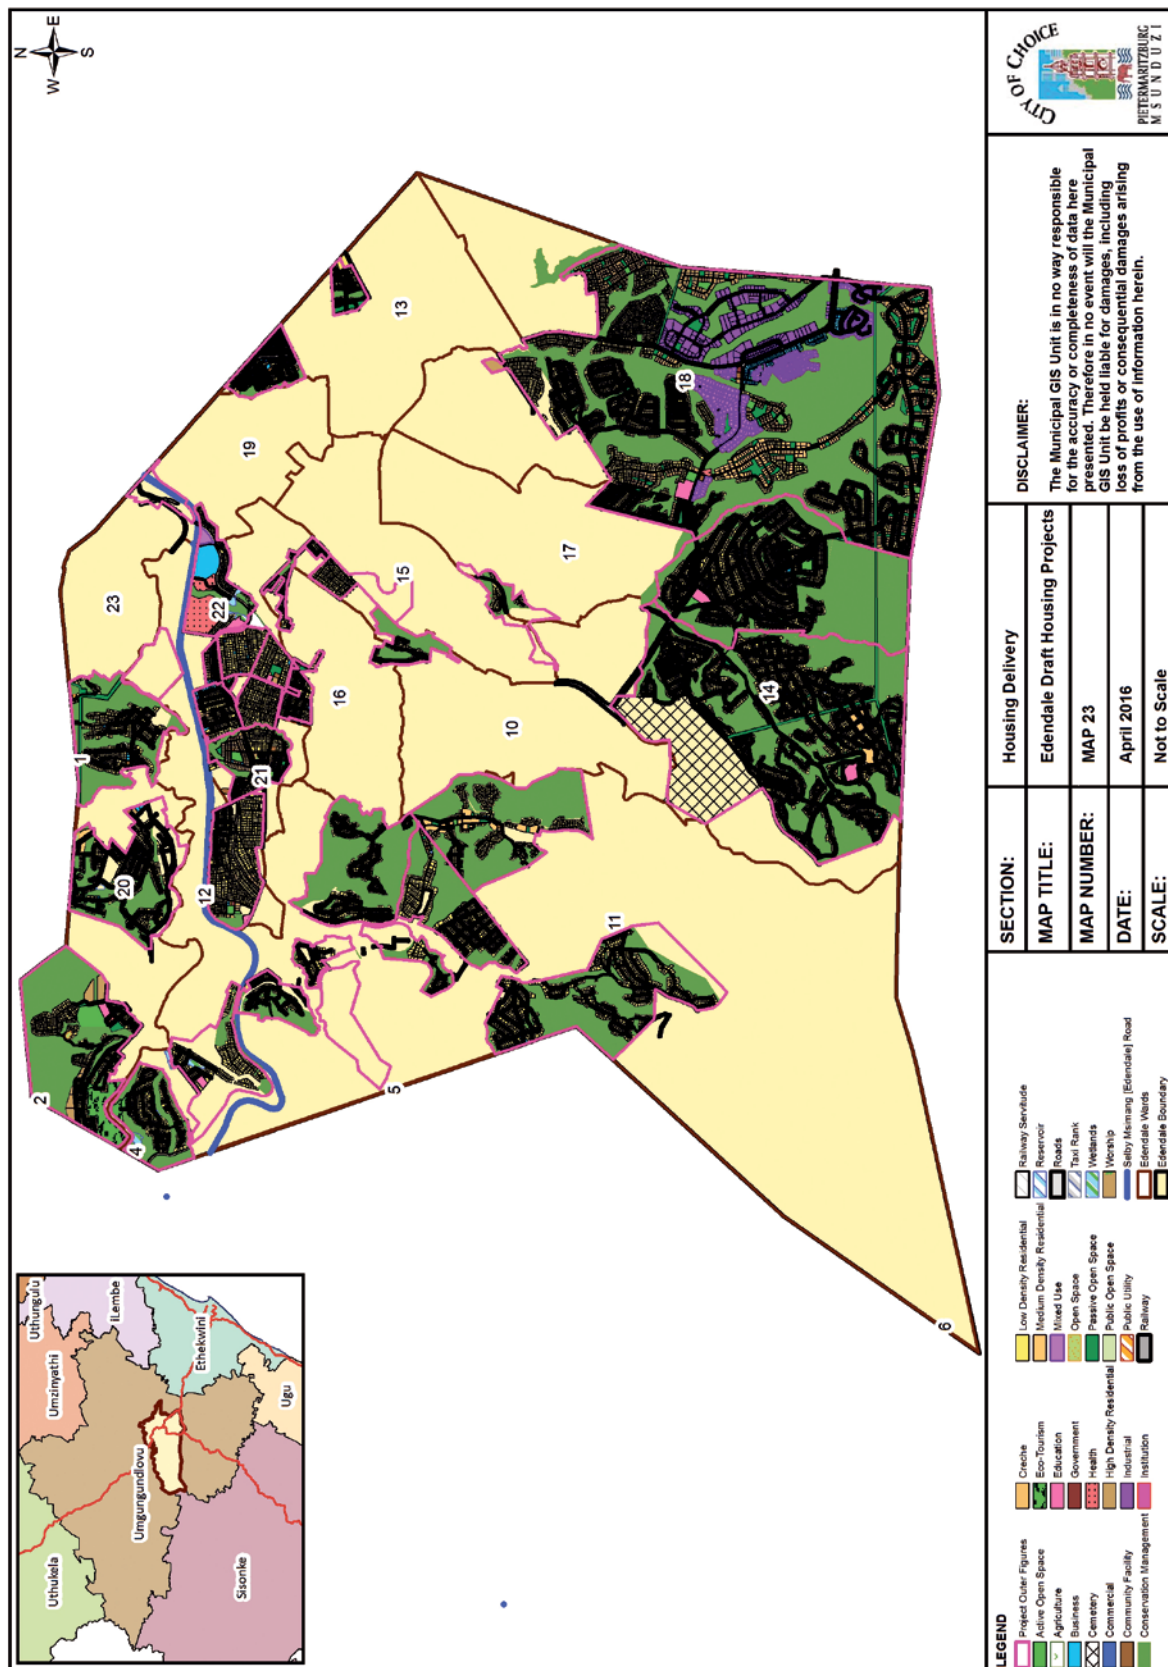 N
E
S
W
Uthungulu
Umzinyathi
iLembe
Uthukela
Umgungundlovu
Ethekwini
Ugu
Sisonke
1
2
4
5
6
10
11
12
13
14
15
16
17
18
19
20
21
22
23
LEGEND
Project Outer Figures
Active Open Space
Agriculture
Business
Cemetery
Commercial
Community Facility
Conservation Management
Creche
Eco-Tourism
Education
Government
Health
High Density Residential
Industrial
Institution
Low Density Residential
Medium Density Residential
Mixed Use
Open Space
Passive Open Space
Public Open Space
Public Utility
Railway
Railway Servitude
Reservoir
Roads
Taxi Rank
Wetlands
Worship
Selby Msimang [Edendale] Road
Edendale Wards
Edendale Boundary
SECTION: Housing Delivery
MAP TITLE: Edendale Draft Housing Projects
MAP NUMBER: MAP 23
DATE: April 2016
SCALE: Not to Scale
DISCLAIMER:
The Municipal GIS Unit is in no way responsible
for the accuracy or completeness of data here
presented. Therefore in no event will the Municipal
GIS Unit be held liable for damages, including
loss of profits or consequential damages arising
from the use of information herein.
CITY OF CHOICE
PIETERMARITZBURG
MSUNDUZI